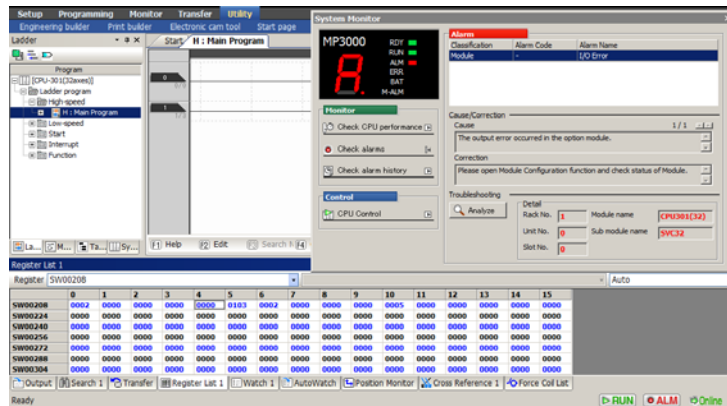 Setup Programming Monitor Transfer Utility
Engineering builder Print builder Electronic cam tool Start page
Ladder
Start H : Main Program
Program
[CPU-301(32axes)]
Ladder program
High-speed
H : Main Program
Low-speed
Start
Interrupt
Function
La... M... Ta... Sy...
0
1
F1 Help F2 Edit F3 Search F4
System Monitor
MP3000
RDY
RUN
ALM
ERR
BAT
M-ALM
8.
Monitor
Check CPU performance
Check alarms
Check alarm history
Control
CPU Control
Alarm
Classification Alarm Code Alarm Name
Module - I/O Error
Cause/Correction
Cause 1 / 1
The output error occurred in the option module.
Correction
Please open Module Configuration function and check status of Module.
Troubleshooting
Analyze
Detail
Rack No. 1 Module name CPU301(32)
Unit No. 0 Sub module name SVC32
Slot No. 0
Register List 1
Register SW00208 Auto
0 1 2 3 4 5 6 7 8 9 10 11 12 13 14 15
SW00208 0002 0000 0000 0000 0000 0103 0002 0000 0000 0000 0005 0000 0000 0000 0000 0000
SW00224 0000 0000 0000 0000 0000 0000 0000 0000 0000 0000 0000 0000 0000 0000 0000 0000
SW00240 0000 0000 0000 0000 0000 0000 0000 0000 0000 0000 0000 0000 0000 0000 0000 0000
SW00256 0000 0000 0000 0000 0000 0000 0000 0000 0000 0000 0000 0000 0000 0000 0000 0000
SW00272 0000 0000 0000 0000 0000 0000 0000 0000 0000 0000 0000 0000 0000 0000 0000 0000
SW00288 0000 0000 0000 0000 0000 0000 0000 0000 0000 0000 0000 0000 0000 0000 0000 0000
SW00304 0000 0000 0000 0000 0000 0000 0000 0000 0000 0000 0000 0000 0000 0000 0000 0000
Output Search 1 Transfer Register List 1 Watch 1 AutoWatch Position Monitor Cross Reference 1 Force Coil List
Ready RUN ALM Online